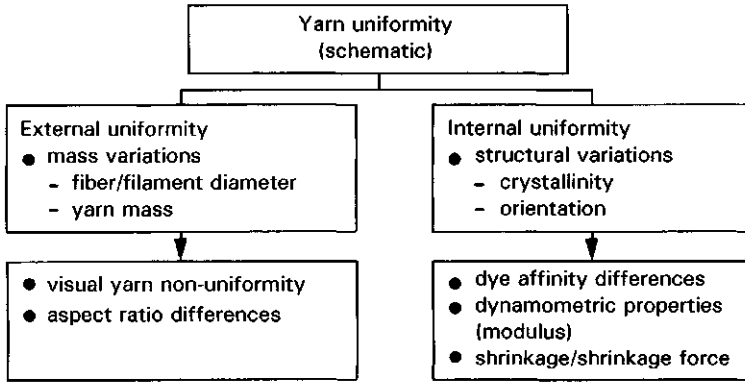 Yarn uniformity
(schematic)
External uniformity
● mass variations
- fiber/filament diameter
- yarn mass
Internal uniformity
● structural variations
- crystallinity
- orientation
● visual yarn non-uniformity
● aspect ratio differences
● dye affinity differences
● dynamometric properties
(modulus)
● shrinkage/shrinkage force